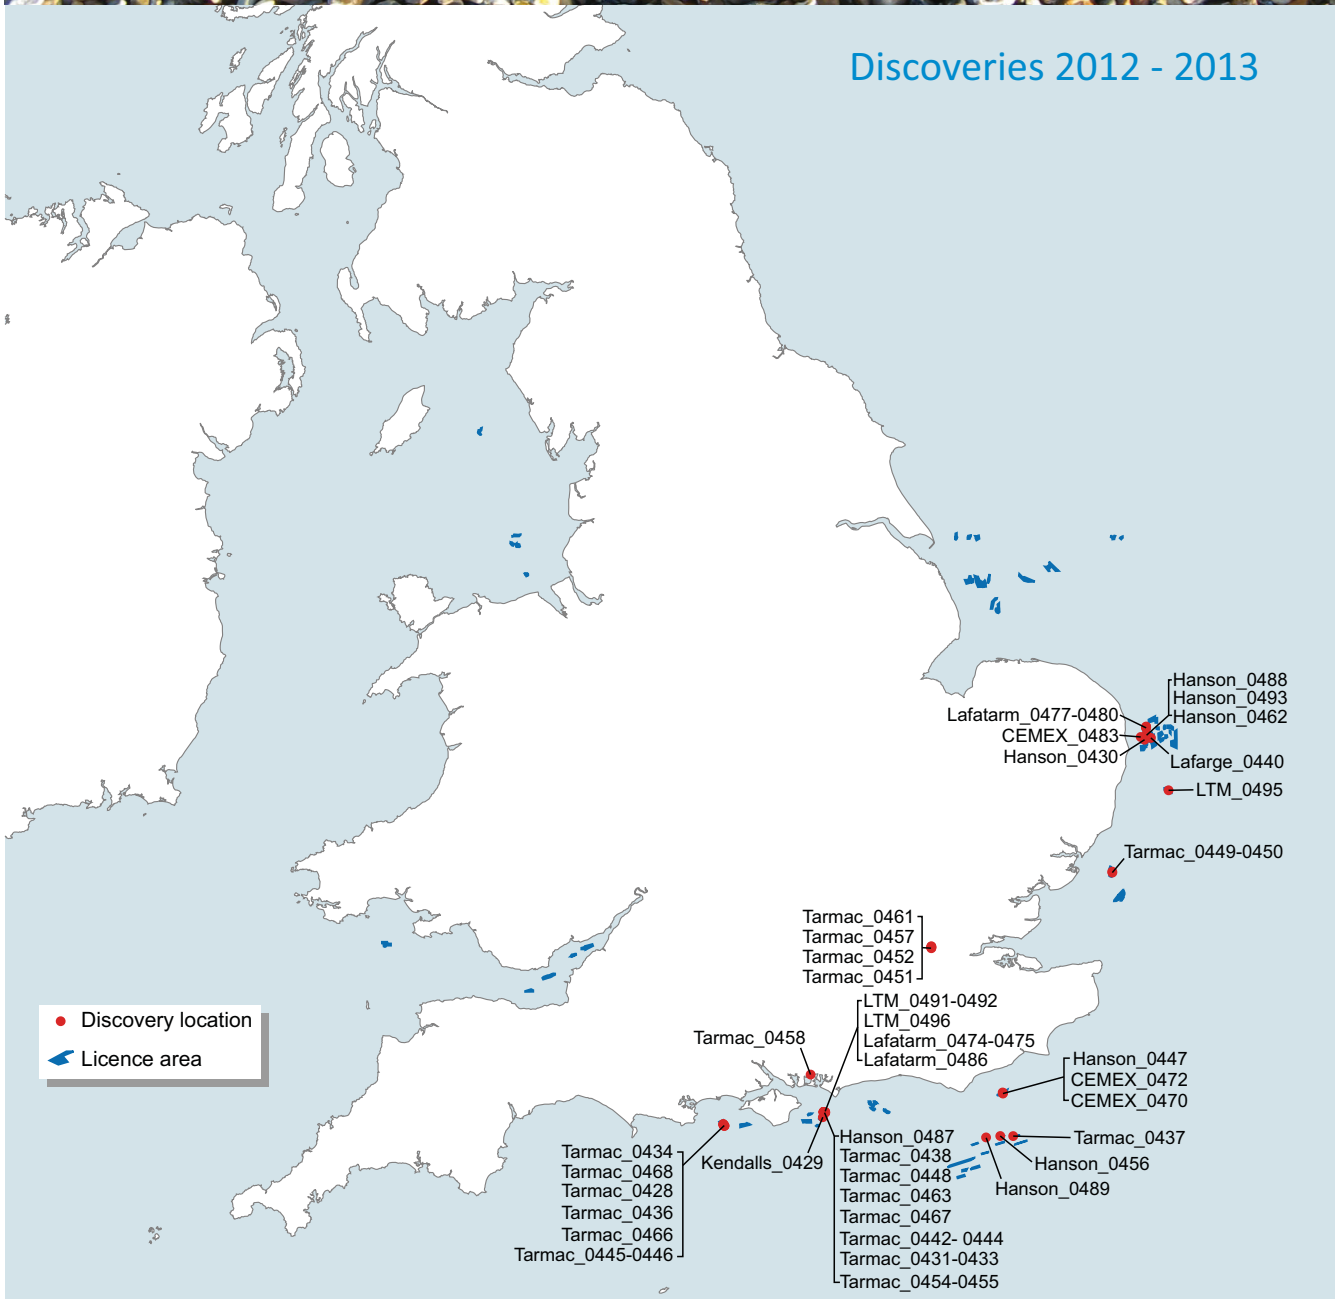 Discoveries 2012 - 2013
Hanson_0488
Hanson_0493
Hanson_0462
Lafatarm_0477-0480
CEMEX_0483
Hanson_0430
Lafarge_0440
LTM_0495
Tarmac_0449-0450
Tarmac_0461
Tarmac_0457
Tarmac_0452
Tarmac_0451
LTM_0491-0492
LTM_0496
Lafatarm_0474-0475
Lafatarm_0486
Tarmac_0458
Discovery location
Licence area
Hanson_0447
CEMEX_0472
CEMEX_0470
Tarmac_0437
Hanson_0456
Hanson_0489
Kendalls_0429
Hanson_0487
Tarmac_0438
Tarmac_0448
Tarmac_0463
Tarmac_0467
Tarmac_0442- 0444
Tarmac_0431-0433
Tarmac_0454-0455
Tarmac_0434
Tarmac_0468
Tarmac_0428
Tarmac_0436
Tarmac_0466
Tarmac_0445-0446